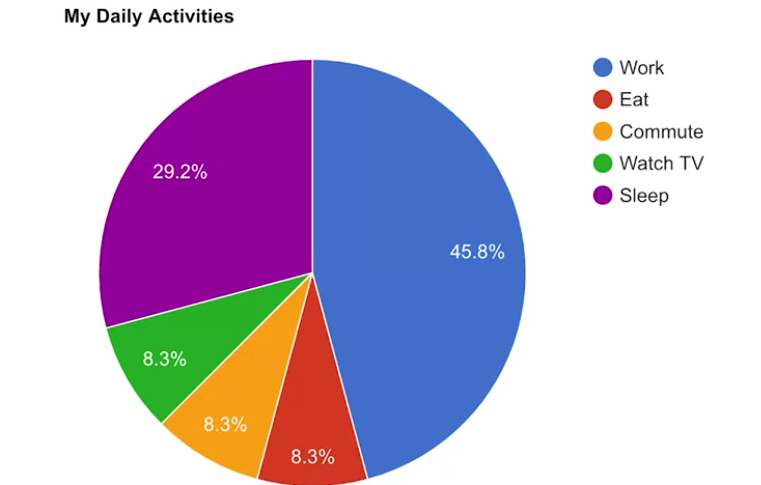 My Daily Activities
Work
Eat
Commute
Watch TV
Sleep
29.2%
45.8%
8.3%
8.3%
8.3%